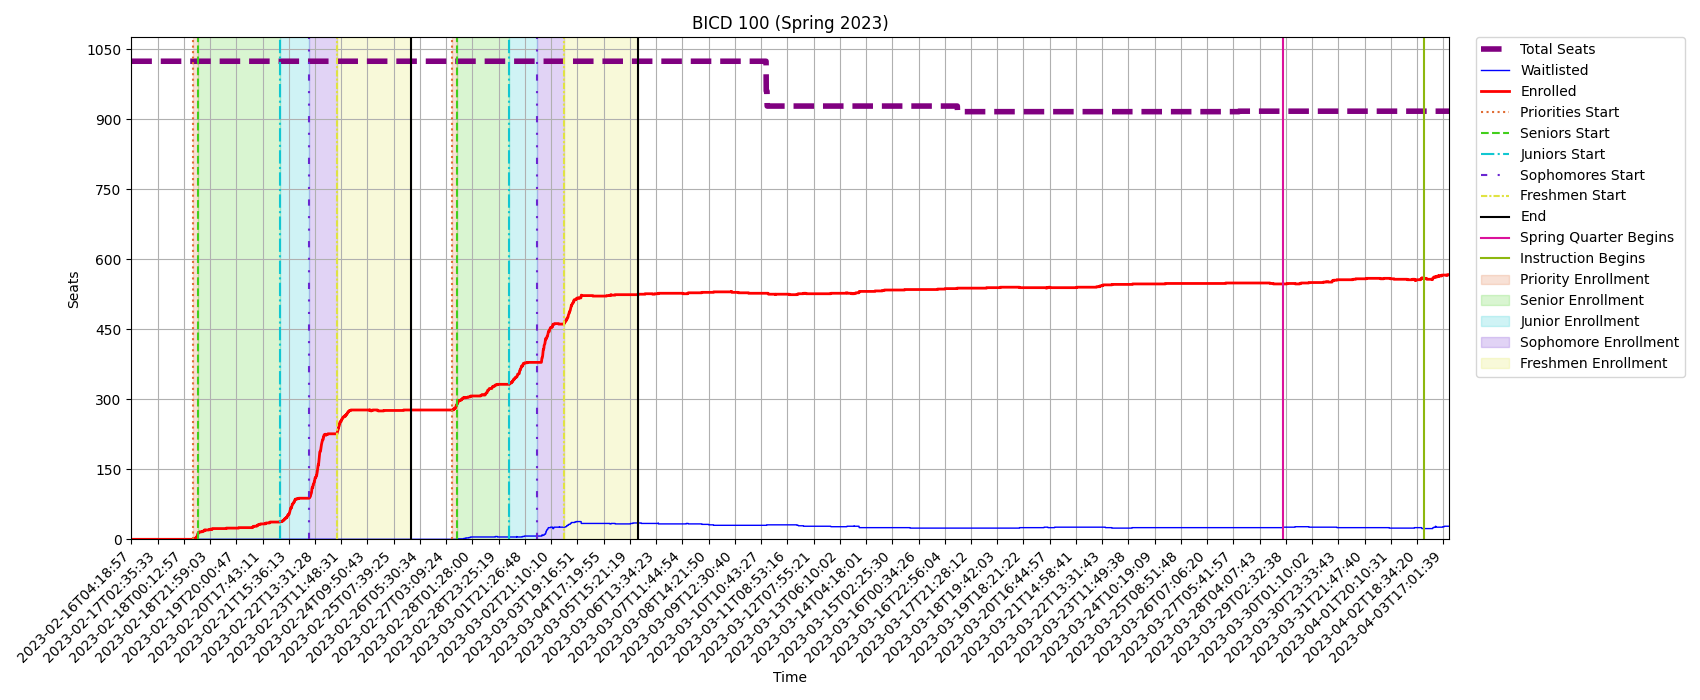 BICD 100 (Spring 2023)
Seats
1050
900
750
600
450
300
150
0
2023-02-16T04:18:57
2023-02-17T02:35:33
2023-02-18T00:12:57
2023-02-18T21:59:03
2023-02-19T20:00:47
2023-02-20T17:43:11
2023-02-21T15:36:13
2023-02-22T13:31:28
2023-02-23T11:48:31
2023-02-24T09:50:43
2023-02-25T07:39:25
2023-02-26T05:30:34
2023-02-27T03:09:24
2023-02-28T01:28:00
2023-02-28T23:25:19
2023-03-01T21:26:48
2023-03-02T21:10:10
2023-03-03T19:16:51
2023-03-04T17:19:55
2023-03-05T15:21:19
2023-03-06T13:34:23
2023-03-07T11:44:54
2023-03-08T14:21:50
2023-03-09T12:30:40
2023-03-10T10:43:27
2023-03-11T08:53:16
2023-03-12T07:55:21
2023-03-13T06:10:02
2023-03-14T04:18:01
2023-03-15T02:25:30
2023-03-16T00:34:26
2023-03-16T22:56:04
2023-03-17T21:28:12
2023-03-18T19:42:03
2023-03-19T18:21:22
2023-03-20T16:44:57
2023-03-21T14:58:41
2023-03-22T13:31:43
2023-03-23T11:49:38
2023-03-24T10:19:09
2023-03-25T08:51:48
2023-03-26T07:06:20
2023-03-27T05:41:57
2023-03-28T04:07:43
2023-03-29T02:32:38
2023-03-30T01:10:02
2023-03-30T23:33:43
2023-03-31T21:47:40
2023-04-01T20:10:31
2023-04-02T18:34:20
2023-04-03T17:01:39
Time
Total Seats
Waitlisted
Enrolled
Priorities Start
Seniors Start
Juniors Start
Sophomores Start
Freshmen Start
End
Spring Quarter Begins
Instruction Begins
Priority Enrollment
Senior Enrollment
Junior Enrollment
Sophomore Enrollment
Freshmen Enrollment